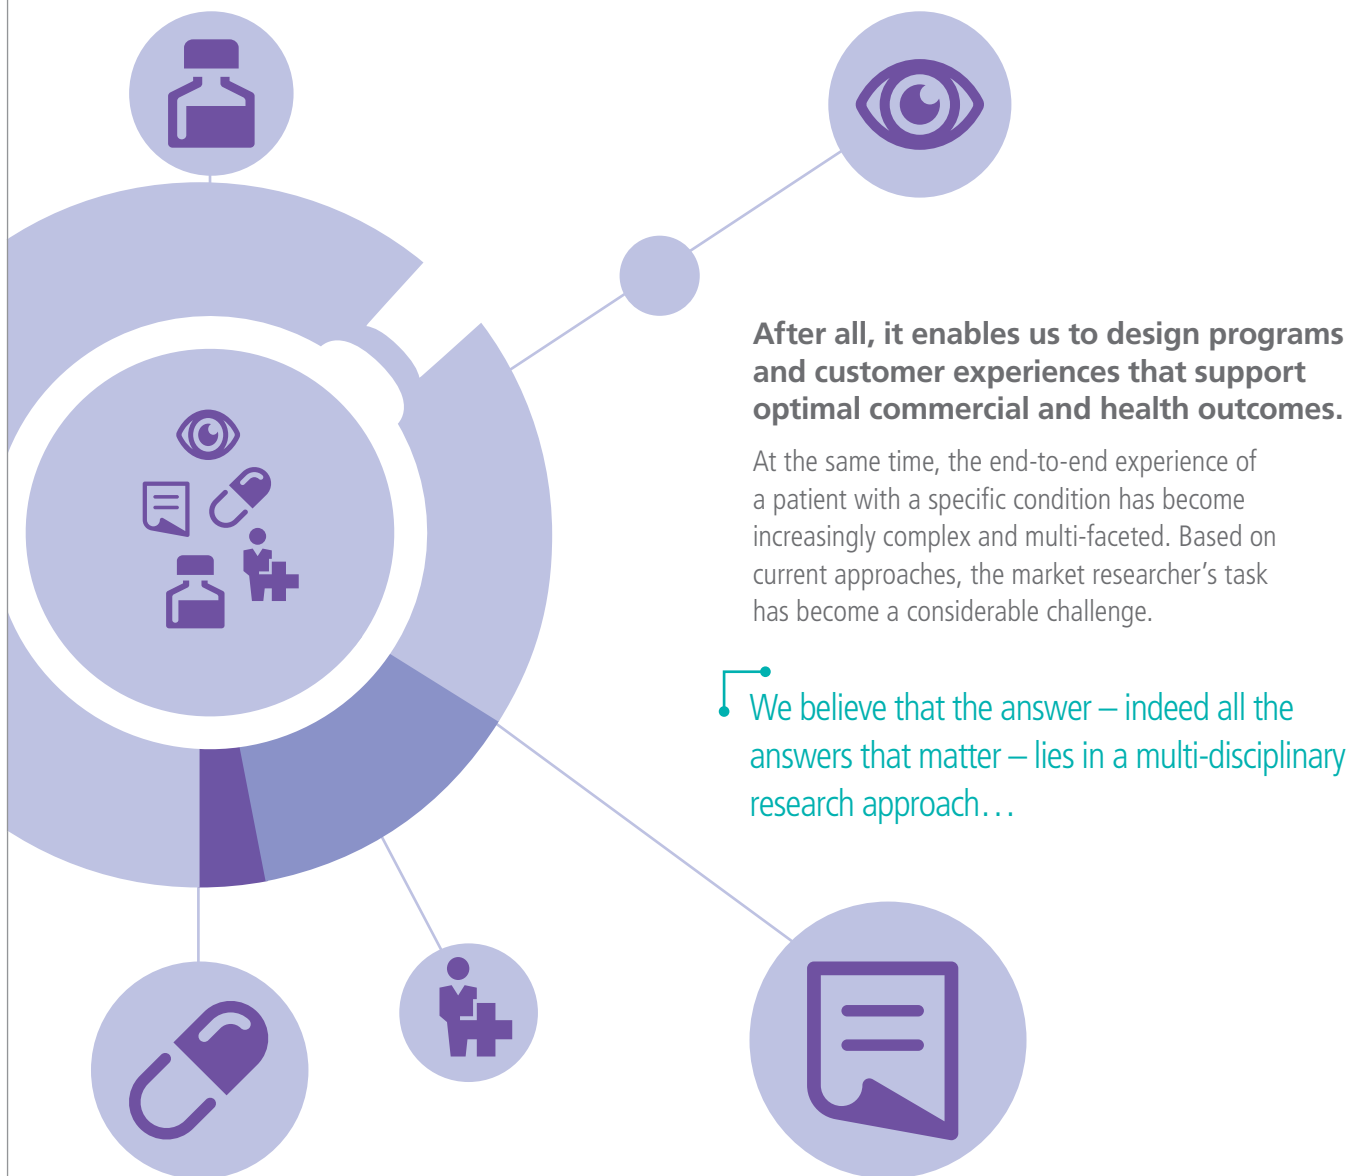 After all, it enables us to design programs
and customer experiences that support
optimal commercial and health outcomes.
At the same time, the end-to-end experience of
a patient with a specific condition has become
increasingly complex and multi-faceted. Based on
current approaches, the market researcher’s task
has become a considerable challenge.
We believe that the answer – indeed all the
answers that matter – lies in a multi-disciplinary
research approach…